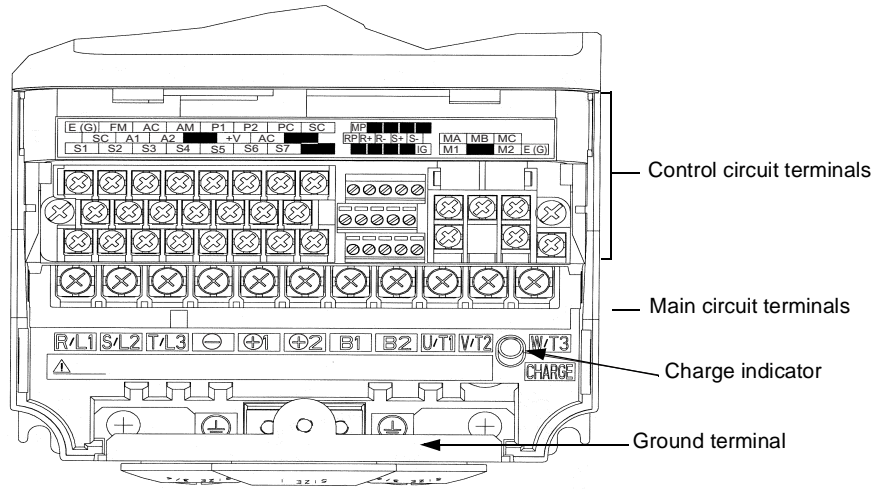 E (G) FM AC AM P1 P2 PC SC
SC A1 A2 +V AC
S1 S2 S3 S4 S5 S6 S7
MP
RP R+ R- S+ S-
IG
MA MB MC
M1 M2 E (G)
Control circuit terminals
Main circuit terminals
R/L1 S/L2 T/L3 − +1 +2 B1 B2 U/T1 V/T2 W/T3
CHARGE
Charge indicator
Ground terminal
SIZE 1